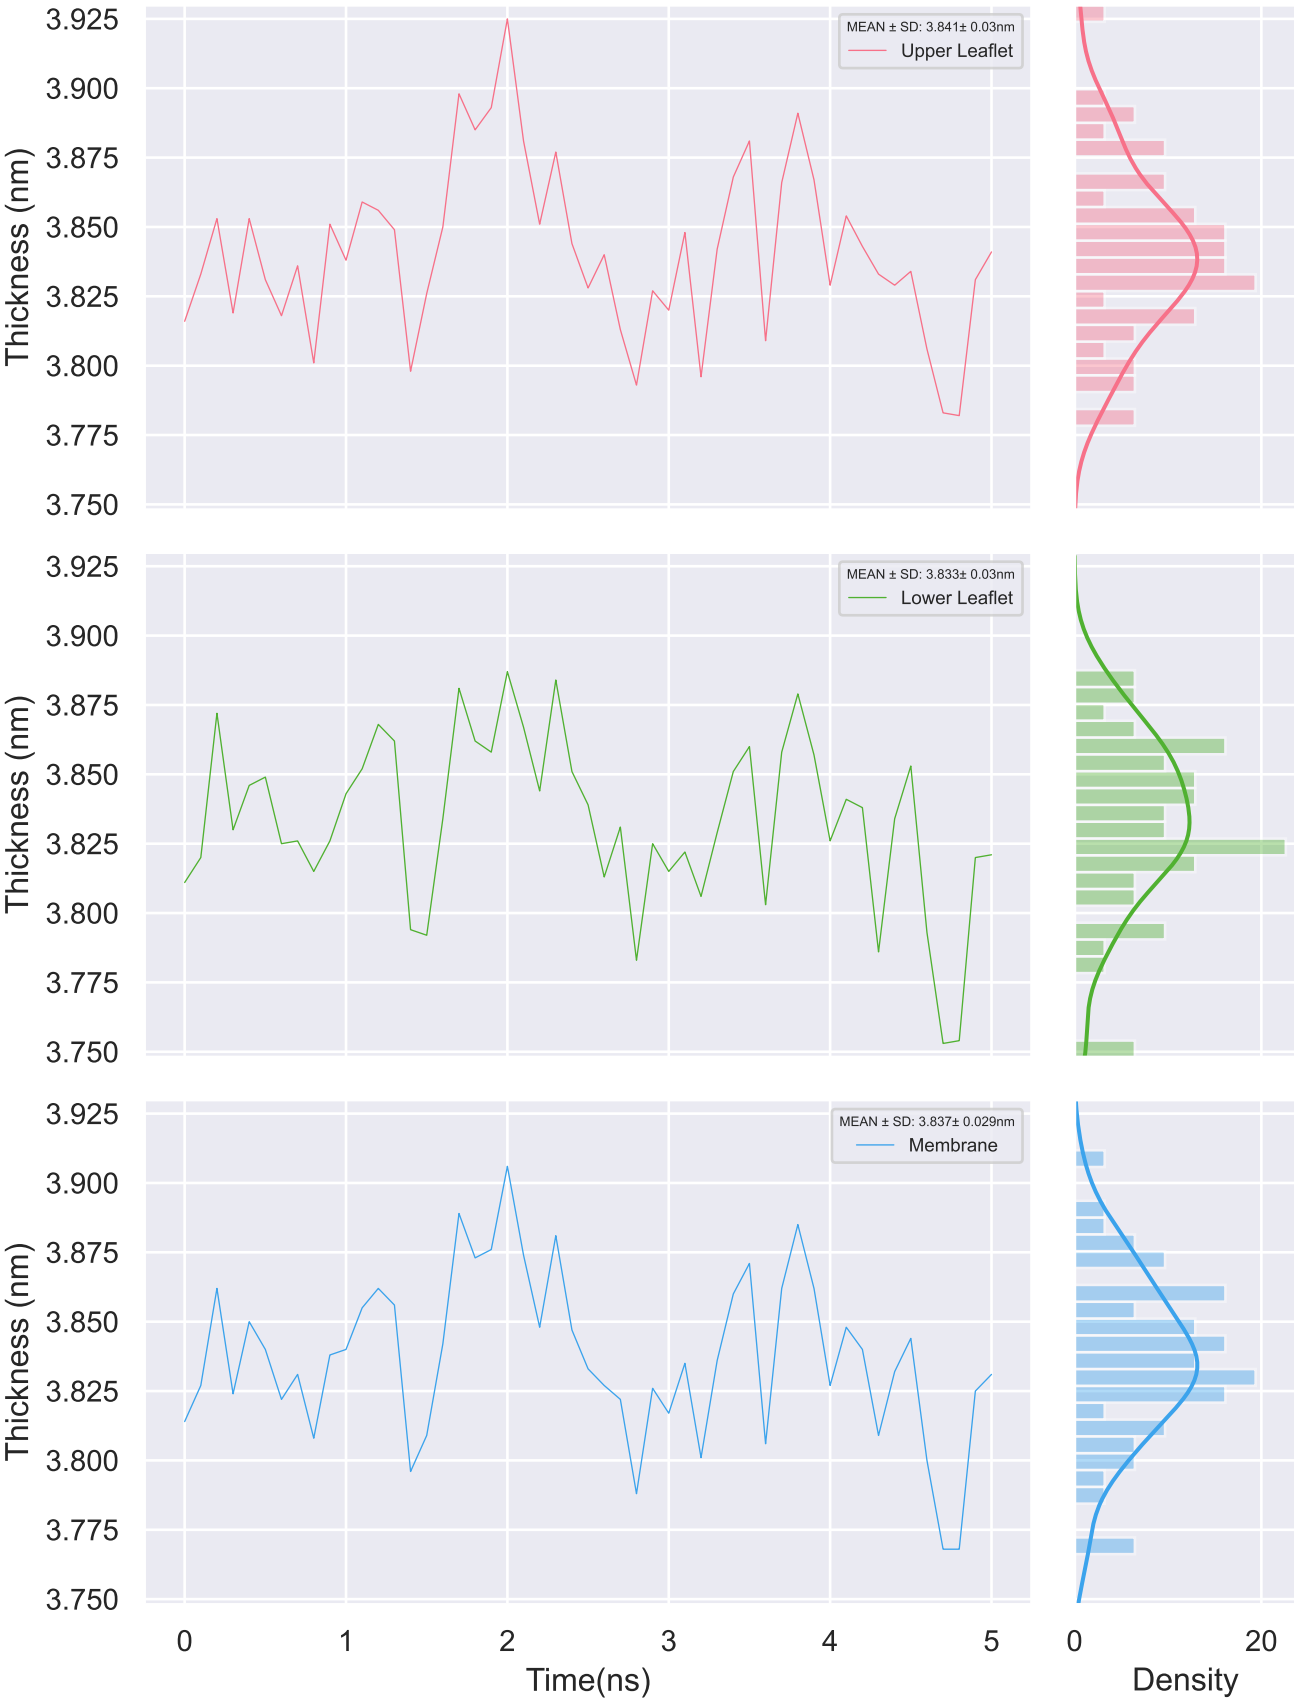 3.925
3.900
3.875
3.850
3.825
3.800
3.775
3.750
Thickness (nm)
MEAN ± SD: 3.841± 0.03nm
Upper Leaflet
3.925
3.900
3.875
3.850
3.825
3.800
3.775
3.750
Thickness (nm)
MEAN ± SD: 3.833± 0.03nm
Lower Leaflet
3.925
3.900
3.875
3.850
3.825
3.800
3.775
3.750
Thickness (nm)
MEAN ± SD: 3.837± 0.029nm
Membrane
0 1 2 3 4 5
Time(ns)
0 20
Density